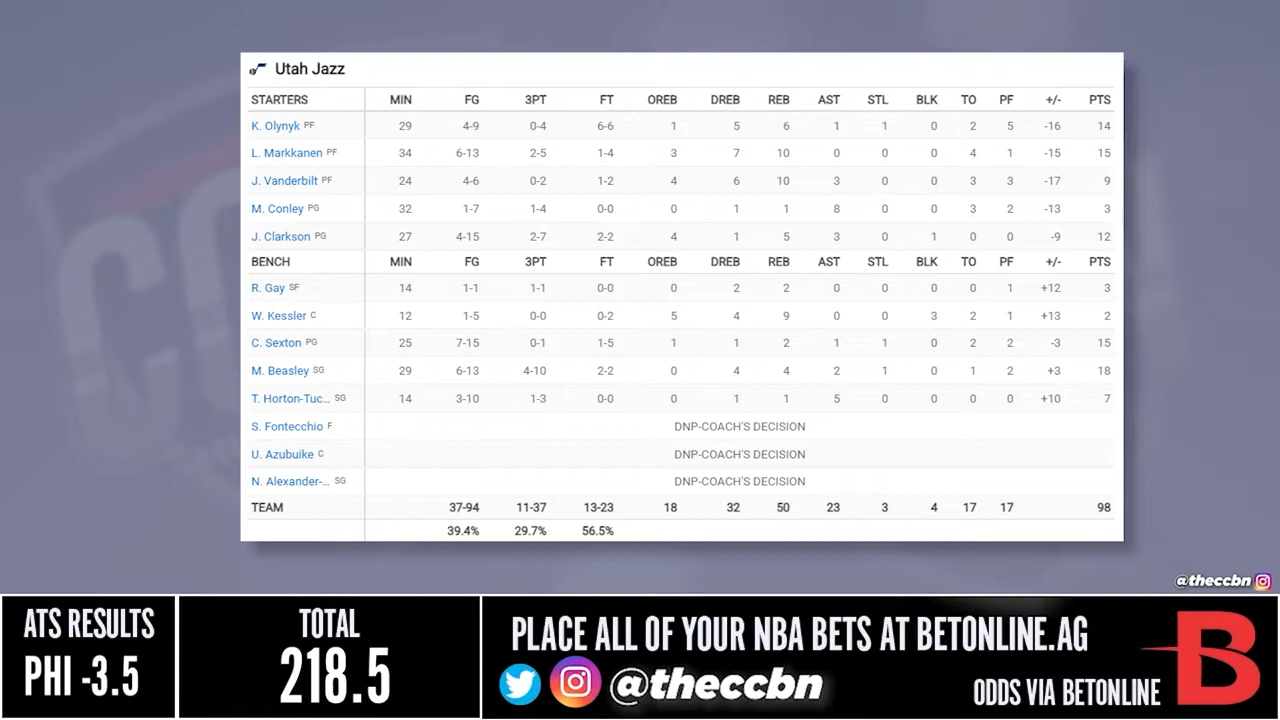 Utah Jazz
STARTERS MIN FG 3PT FT OREB DREB REB AST STL BLK TO PF +/- PTS
K. Olynyk PF 29 4-9 0-4 6-6 1 5 6 1 1 0 2 5 -16 14
L. Markkanen PF 34 6-13 2-5 1-4 3 7 10 0 0 0 4 1 -15 15
J. Vanderbilt PF 24 4-6 0-2 1-2 4 6 10 3 0 0 3 3 -17 9
M. Conley PG 32 1-7 1-4 0-0 0 1 1 8 0 0 3 2 -13 3
J. Clarkson PG 27 4-15 2-7 2-2 4 1 5 3 0 1 0 0 -9 12
BENCH MIN FG 3PT FT OREB DREB REB AST STL BLK TO PF +/- PTS
R. Gay SF 14 1-1 1-1 0-0 0 2 2 0 0 0 0 1 +12 3
W. Kessler C 12 1-5 0-0 0-2 5 4 9 0 0 3 2 1 +13 2
C. Sexton PG 25 7-15 0-1 1-5 1 1 2 1 1 0 2 2 -3 15
M. Beasley SG 29 6-13 4-10 2-2 0 4 4 2 1 0 1 2 +3 18
T. Horton-Tuc... SG 14 3-10 1-3 0-0 0 1 1 5 0 0 0 0 +10 7
S. Fontecchio F DNP-COACH'S DECISION
U. Azubuike C DNP-COACH'S DECISION
N. Alexander-... SG DNP-COACH'S DECISION
TEAM 37-94 11-37 13-23 18 32 50 23 3 4 17 17 98
39.4% 29.7% 56.5%
@theccbn
ATS RESULTS
PHI -3.5
TOTAL
218.5
PLACE ALL OF YOUR NBA BETS AT BETONLINE.AG
@theccbn
ODDS VIA BETONLINE
B